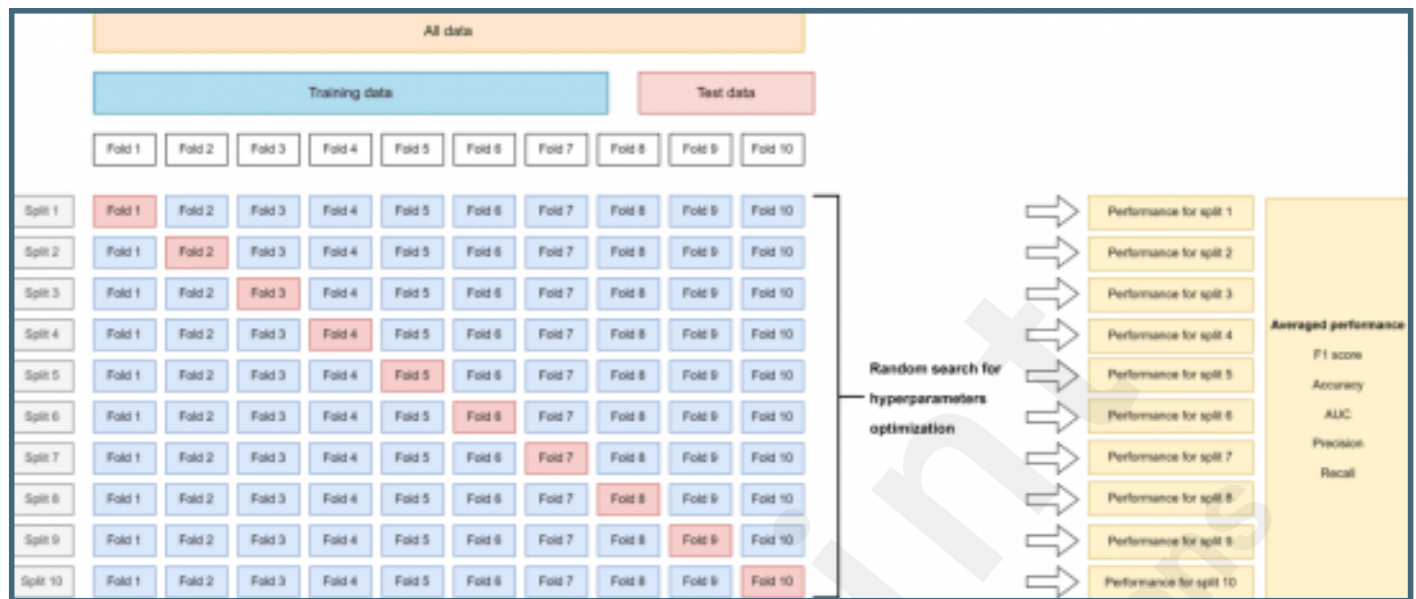 All data
Training data Test data
Fold 1 Fold 2 Fold 3 Fold 4 Fold 5 Fold 6 Fold 7 Fold 8 Fold 9 Fold 10
Split 1 Fold 1 Fold 2 Fold 3 Fold 4 Fold 5 Fold 6 Fold 7 Fold 8 Fold 9 Fold 10 Performance for split 1
Split 2 Fold 1 Fold 2 Fold 3 Fold 4 Fold 5 Fold 6 Fold 7 Fold 8 Fold 9 Fold 10 Performance for split 2
Split 3 Fold 1 Fold 2 Fold 3 Fold 4 Fold 5 Fold 6 Fold 7 Fold 8 Fold 9 Fold 10 Performance for split 3
Split 4 Fold 1 Fold 2 Fold 3 Fold 4 Fold 5 Fold 6 Fold 7 Fold 8 Fold 9 Fold 10 Performance for split 4
Split 5 Fold 1 Fold 2 Fold 3 Fold 4 Fold 5 Fold 6 Fold 7 Fold 8 Fold 9 Fold 10 Performance for split 5
Split 6 Fold 1 Fold 2 Fold 3 Fold 4 Fold 5 Fold 6 Fold 7 Fold 8 Fold 9 Fold 10 Performance for split 6
Split 7 Fold 1 Fold 2 Fold 3 Fold 4 Fold 5 Fold 6 Fold 7 Fold 8 Fold 9 Fold 10 Performance for split 7
Split 8 Fold 1 Fold 2 Fold 3 Fold 4 Fold 5 Fold 6 Fold 7 Fold 8 Fold 9 Fold 10 Performance for split 8
Split 9 Fold 1 Fold 2 Fold 3 Fold 4 Fold 5 Fold 6 Fold 7 Fold 8 Fold 9 Fold 10 Performance for split 9
Split 10 Fold 1 Fold 2 Fold 3 Fold 4 Fold 5 Fold 6 Fold 7 Fold 8 Fold 9 Fold 10 Performance for split 10
Random search for
hyperparameters
optimization
Averaged performance
F1 score
Accuracy
AUC
Precision
Recall